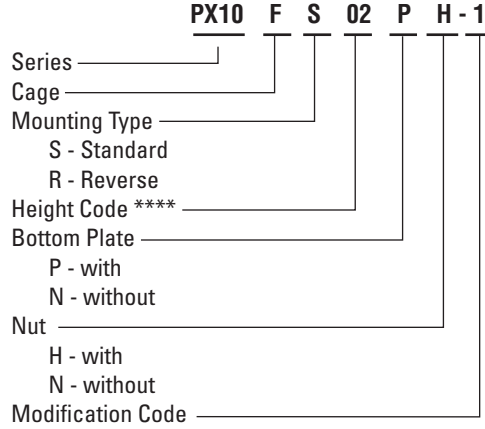 PX10 F S 02 P H - 1
Series
Cage
Mounting Type
S - Standard
R - Reverse
Height Code ****
Bottom Plate
P - with
N - without
Nut
H - with
N - without
Modification Code